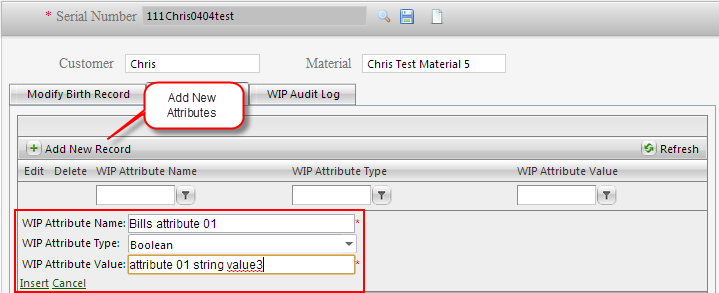 * Serial Number 111Chris0404test
Customer Chris Material Chris Test Material 5
Modify Birth Record WIP Audit Log
Add New
Attributes
Add New Record Refresh
Edit Delete WIP Attribute Name WIP Attribute Type WIP Attribute Value
WIP Attribute Name: Bills attribute 01 *
WIP Attribute Type: Boolean
WIP Attribute Value: attribute 01 string value3 *
Insert Cancel